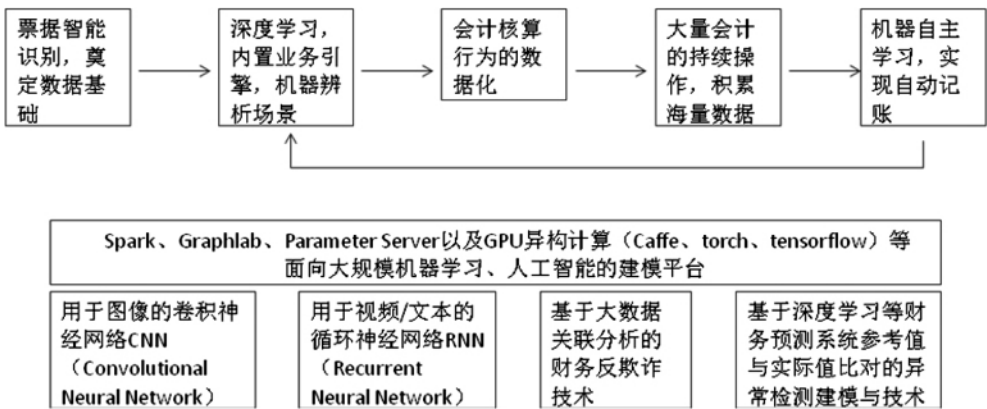 票据智能
识别，奠
定数据基
础
深度学习，
内置业务引
擎，机器辨
析场景
会计核算
行为的数
据化
大量会计
的持续操
作，积累
海量数据
机器自主
学习，实
现自动记
账
Spark、Graphlab、Parameter Server以及GPU异构计算（Caffe、torch、tensorflow）等
面向大规模机器学习、人工智能的建模平台
用于图像的卷积神
经网络CNN
（Convolutional
Neural Network）
用于视频/文本的
循环神经网络RNN
（Recurrent
Neural Network）
基于大数据
关联分析的
财务反欺诈
技术
基于深度学习等财
务预测系统参考值
与实际值比对的异
常检测建模与技术